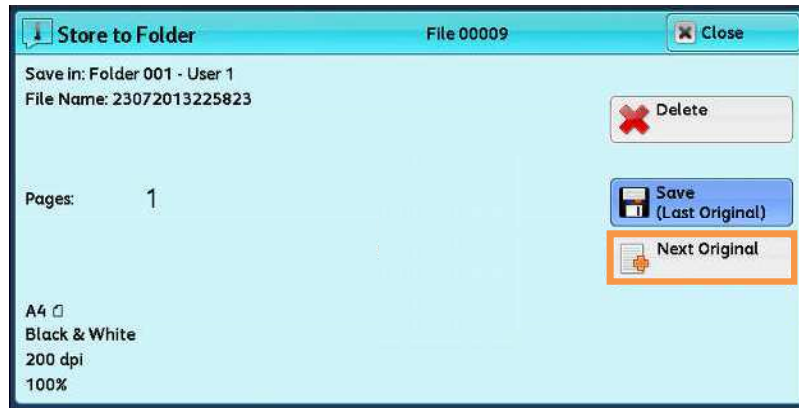 Store to Folder
File 00009
Close
Save in: Folder 001 - User 1
File Name: 23072013225823
Delete
Pages: 1
Save
(Last Original)
Next Original
A4
Black & White
200 dpi
100%